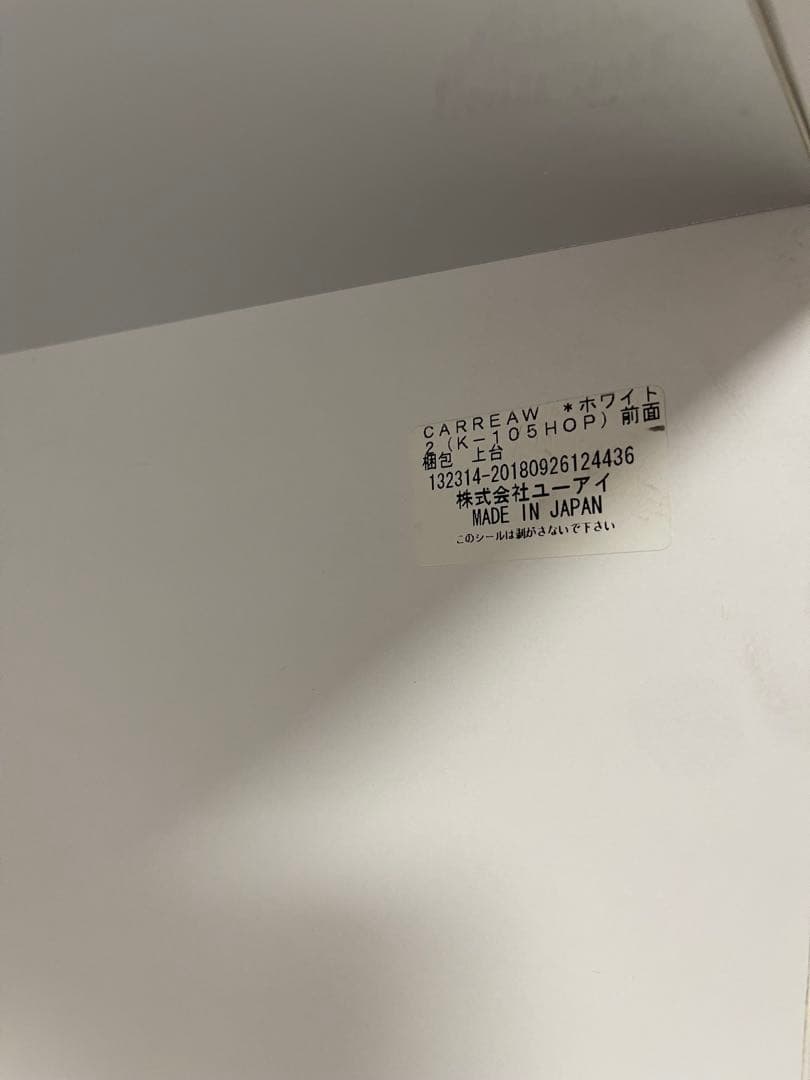 CARREAW *ホワイト
2(K-105HOP)前面
梱包 上台
132314-20180926124436
株式会社ユーアイ
MADE IN JAPAN
このシールは剥がさないで下さい